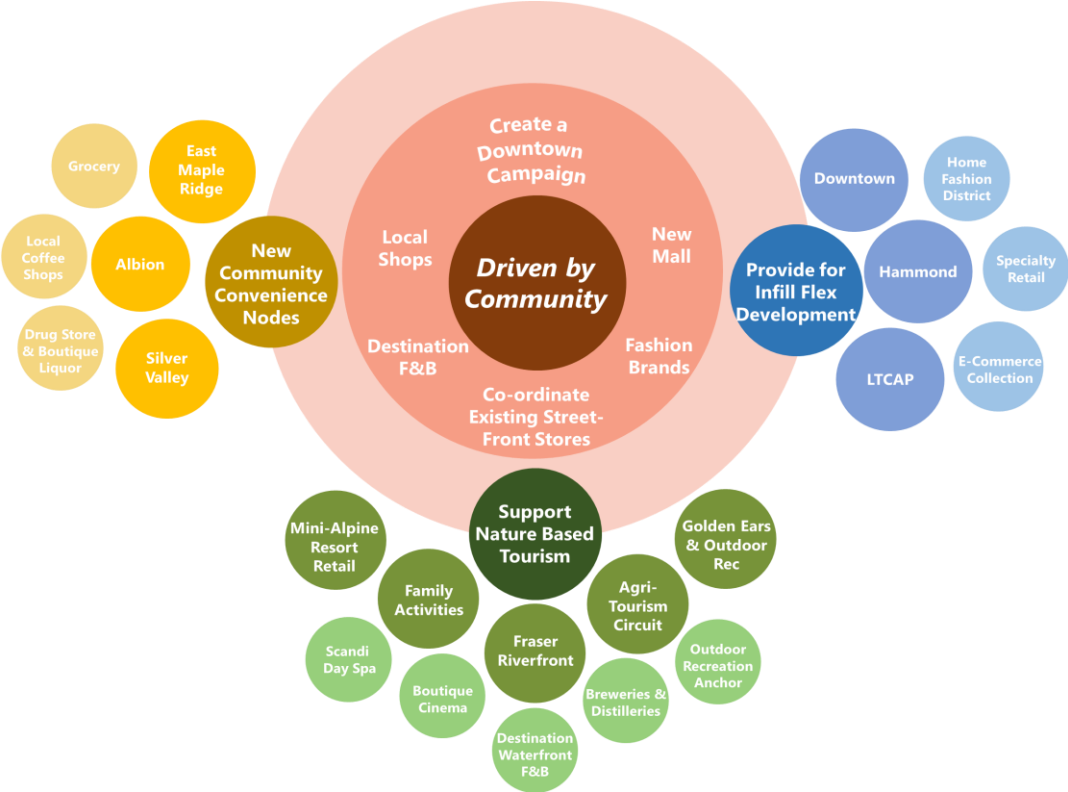 Create a
Downtown
Campaign
Local
Shops
New
Mall
Driven by
Community
Destination
F&B
Fashion
Brands
Co-ordinate
Existing Street-
Front Stores
New
Community
Convenience
Nodes
East
Maple
Ridge
Albion
Silver
Valley
Grocery
Local
Coffee
Shops
Drug Store
& Boutique
Liquor
Provide for
Infill Flex
Development
Downtown
Hammond
LTCAP
Home
Fashion
District
Specialty
Retail
E-Commerce
Collection
Support
Nature Based
Tourism
Mini-Alpine
Resort
Retail
Family
Activities
Fraser
Riverfront
Agri-
Tourism
Circuit
Golden Ears
& Outdoor
Rec
Scandi
Day Spa
Boutique
Cinema
Destination
Waterfront
F&B
Breweries &
Distilleries
Outdoor
Recreation
Anchor